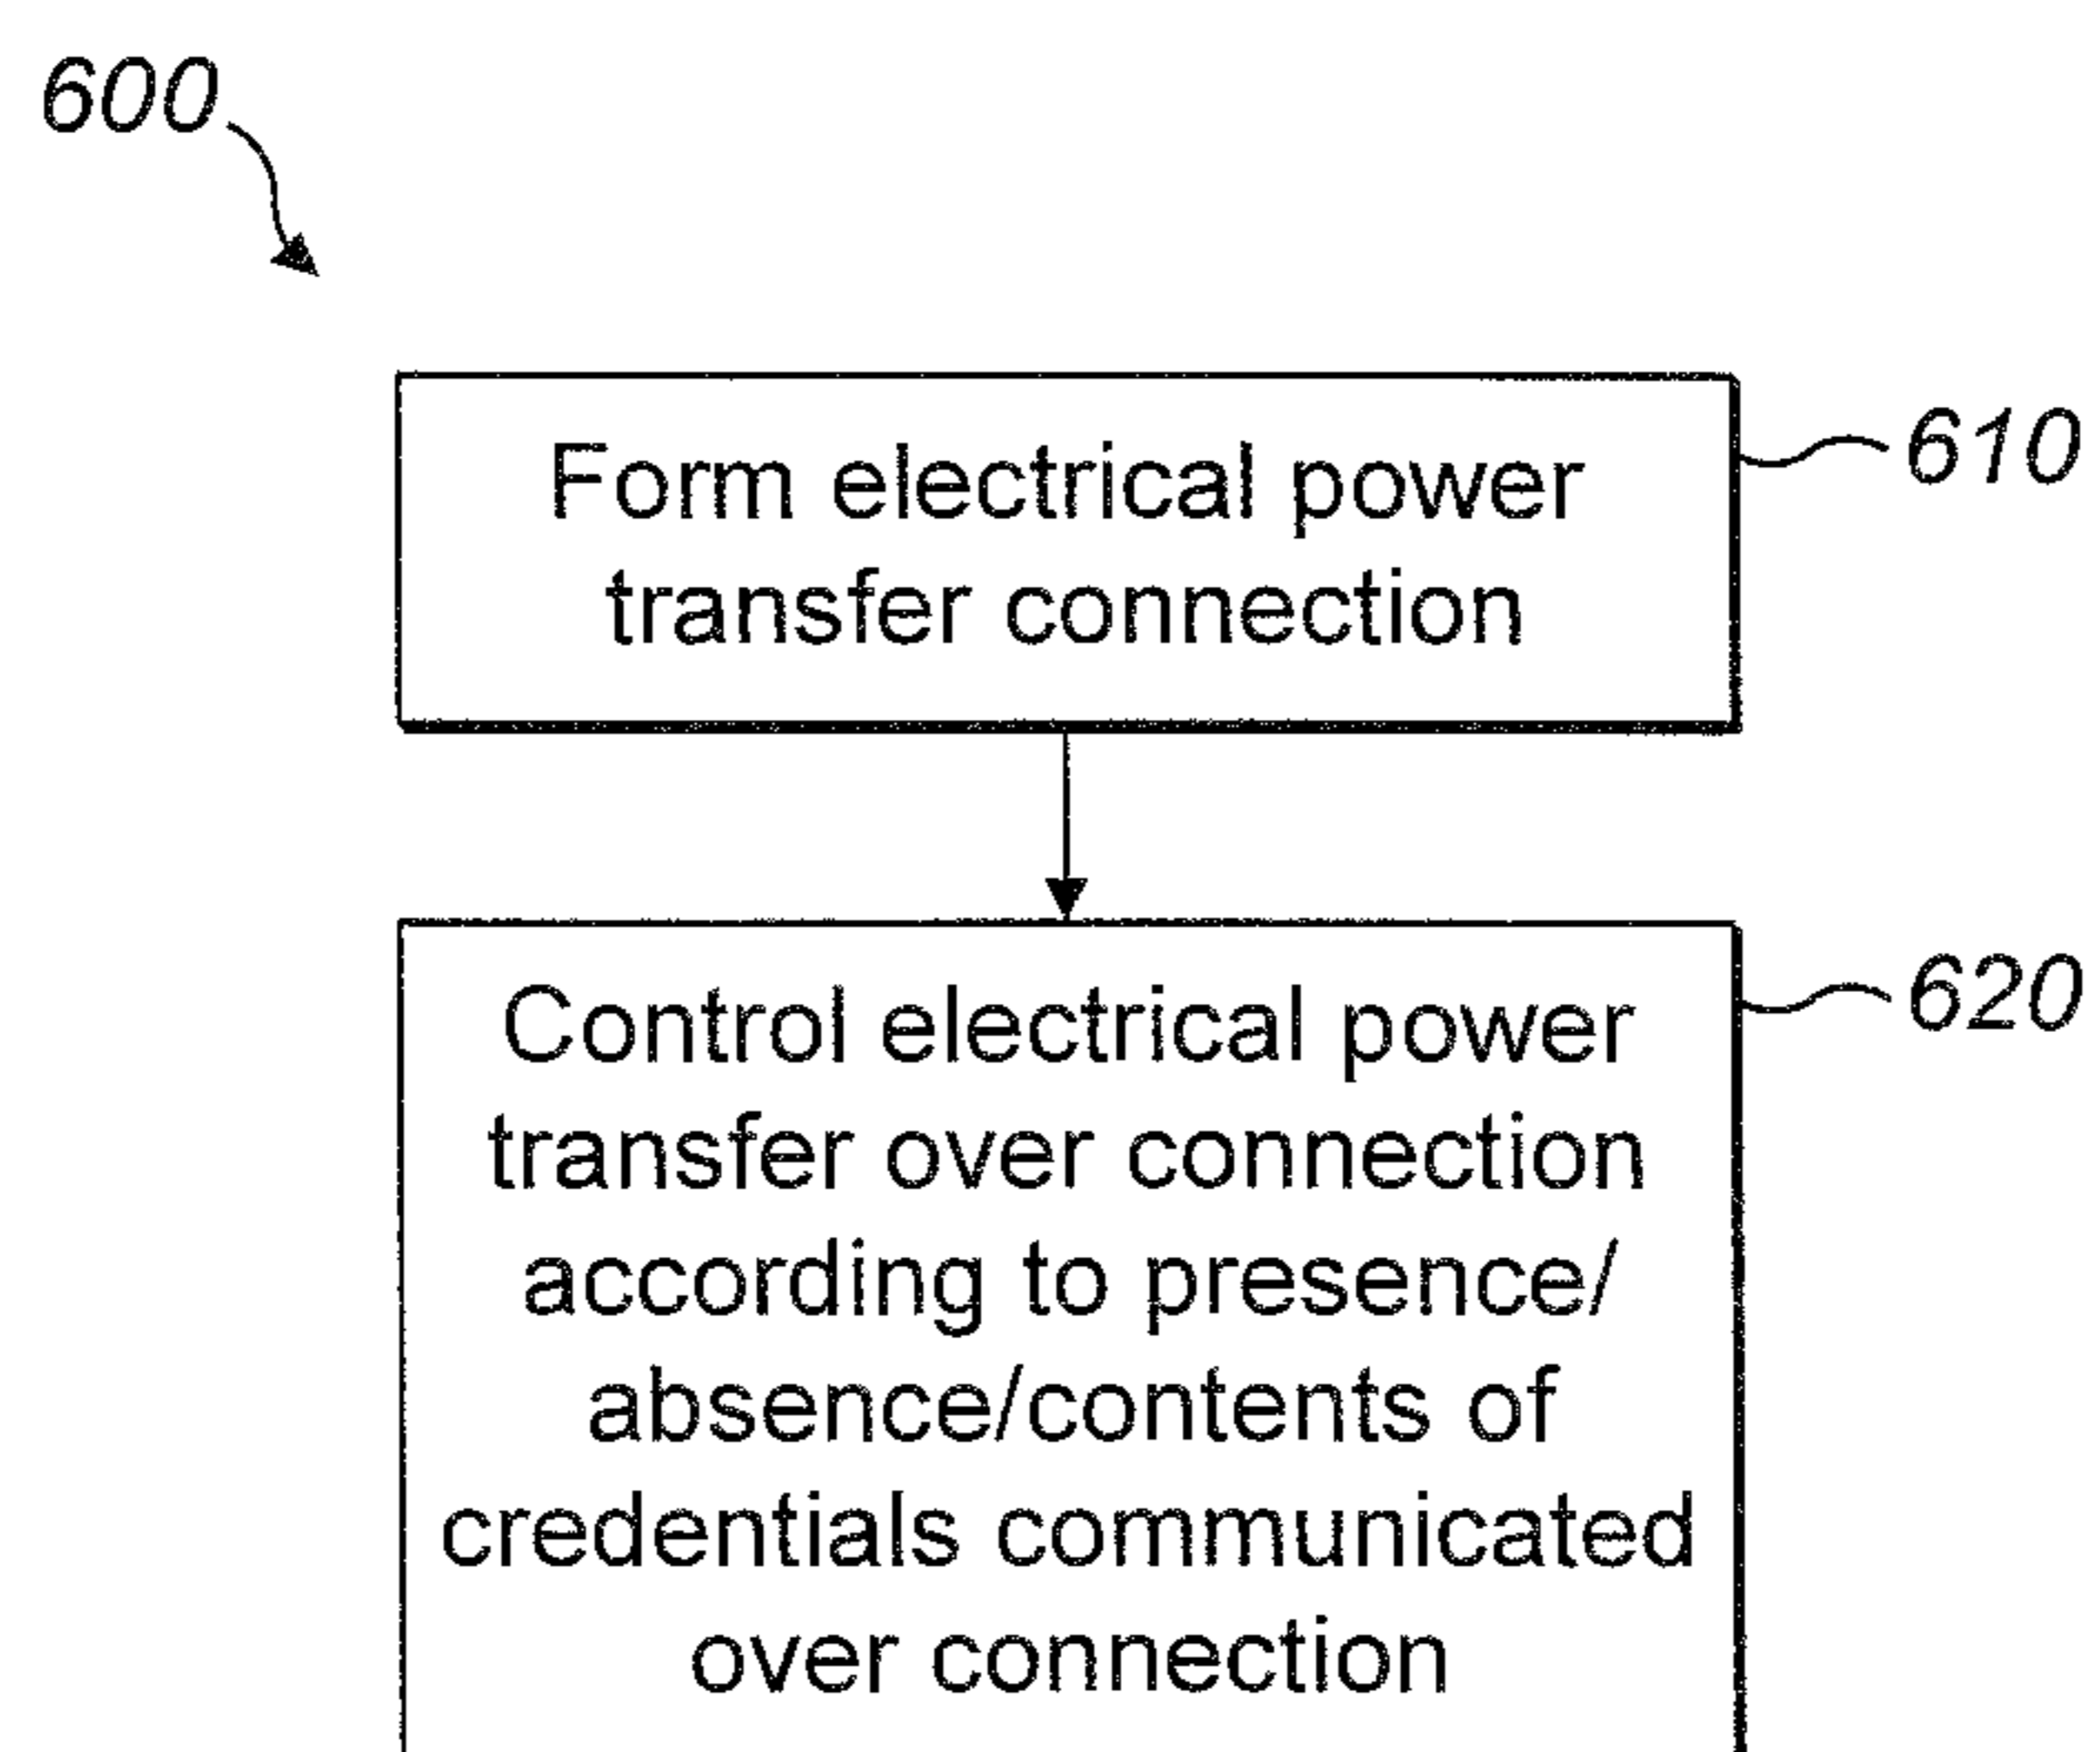 600
Form electrical power
transfer connection
610
Control electrical power
transfer over connection
according to presence/
absence/contents of
credentials communicated
over connection
620